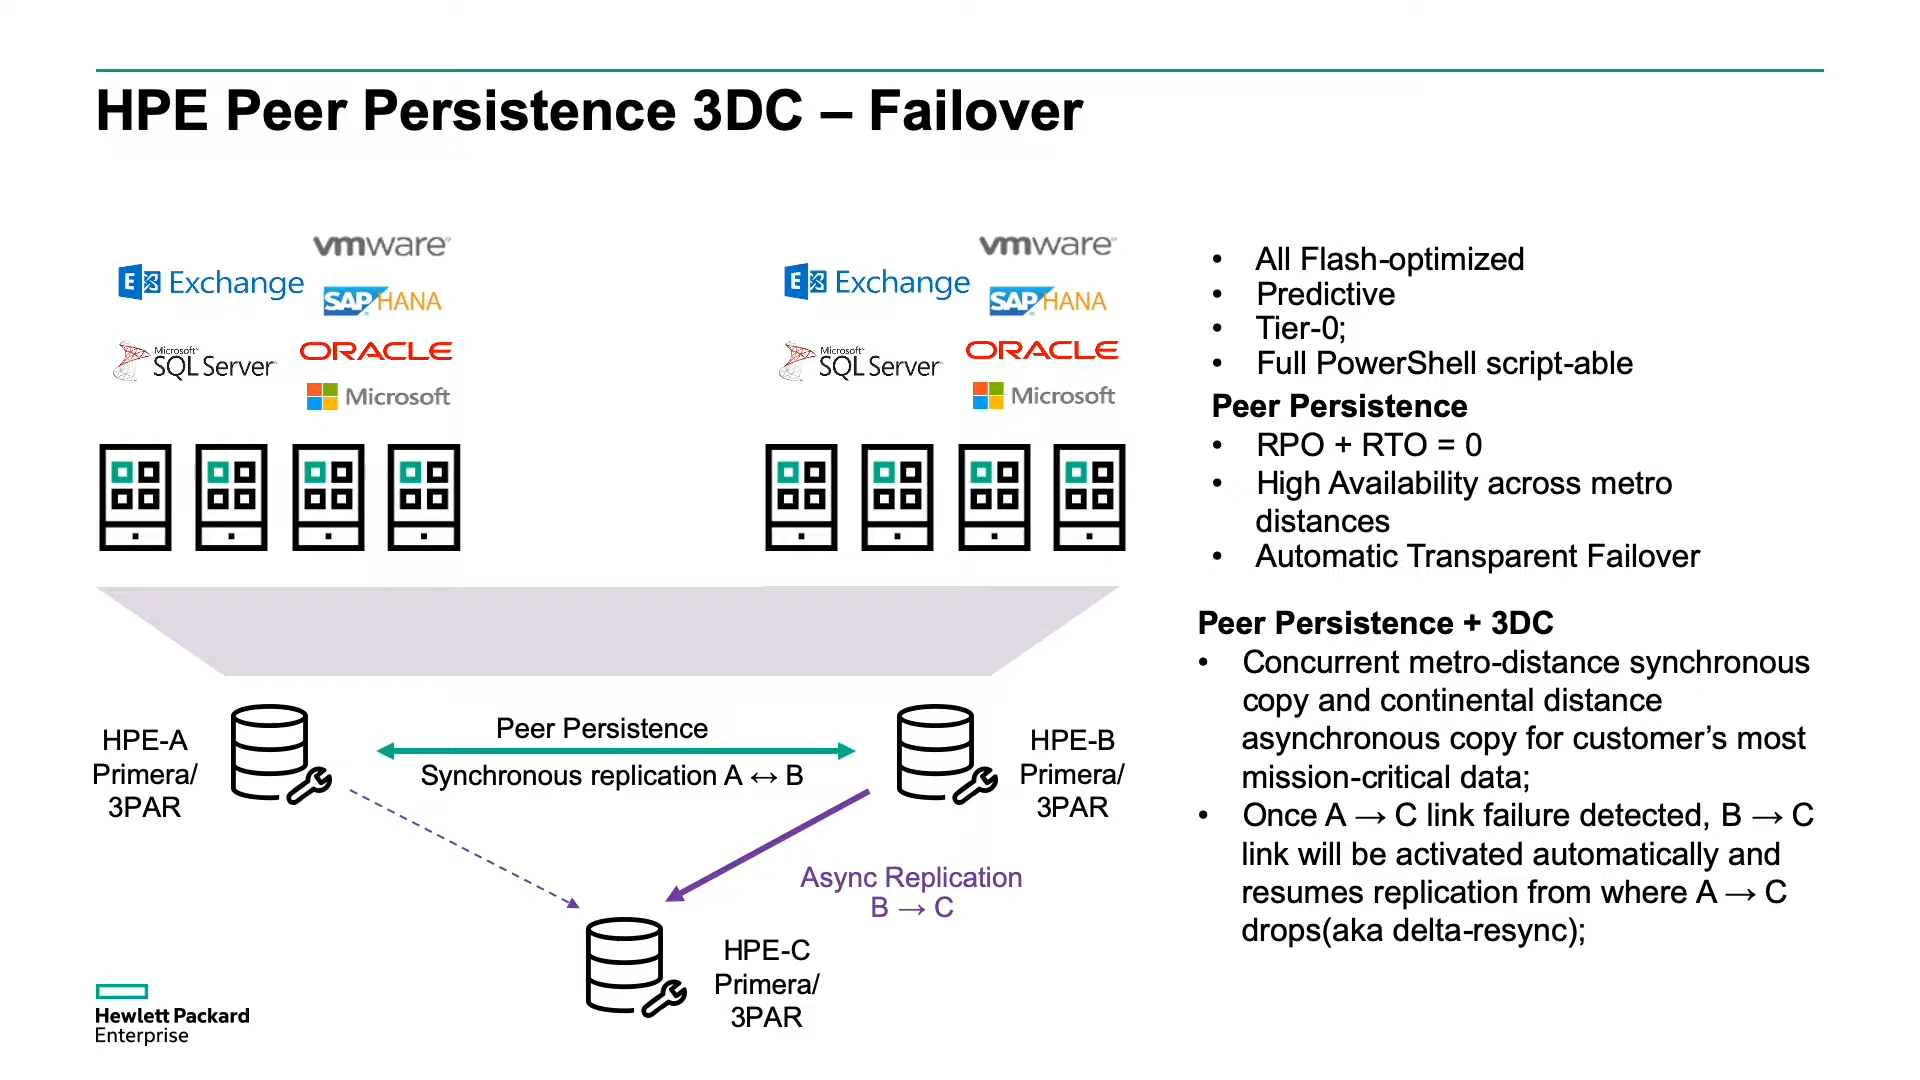 HPE Peer Persistence 3DC – Failover
vmware
E Exchange
SAP HANA
Microsoft
SQL Server
ORACLE
Microsoft
vmware
E Exchange
SAP HANA
Microsoft
SQL Server
ORACLE
Microsoft
HPE-A
Primera/
3PAR
Peer Persistence
Synchronous replication A ↔ B
HPE-B
Primera/
3PAR
Async Replication
B → C
HPE-C
Primera/
3PAR
Hewlett Packard
Enterprise
• All Flash-optimized
• Predictive
• Tier-0;
• Full PowerShell script-able
Peer Persistence
• RPO + RTO = 0
• High Availability across metro
distances
• Automatic Transparent Failover
Peer Persistence + 3DC
• Concurrent metro-distance synchronous
copy and continental distance
asynchronous copy for customer’s most
mission-critical data;
• Once A → C link failure detected, B → C
link will be activated automatically and
resumes replication from where A → C
drops(aka delta-resync);